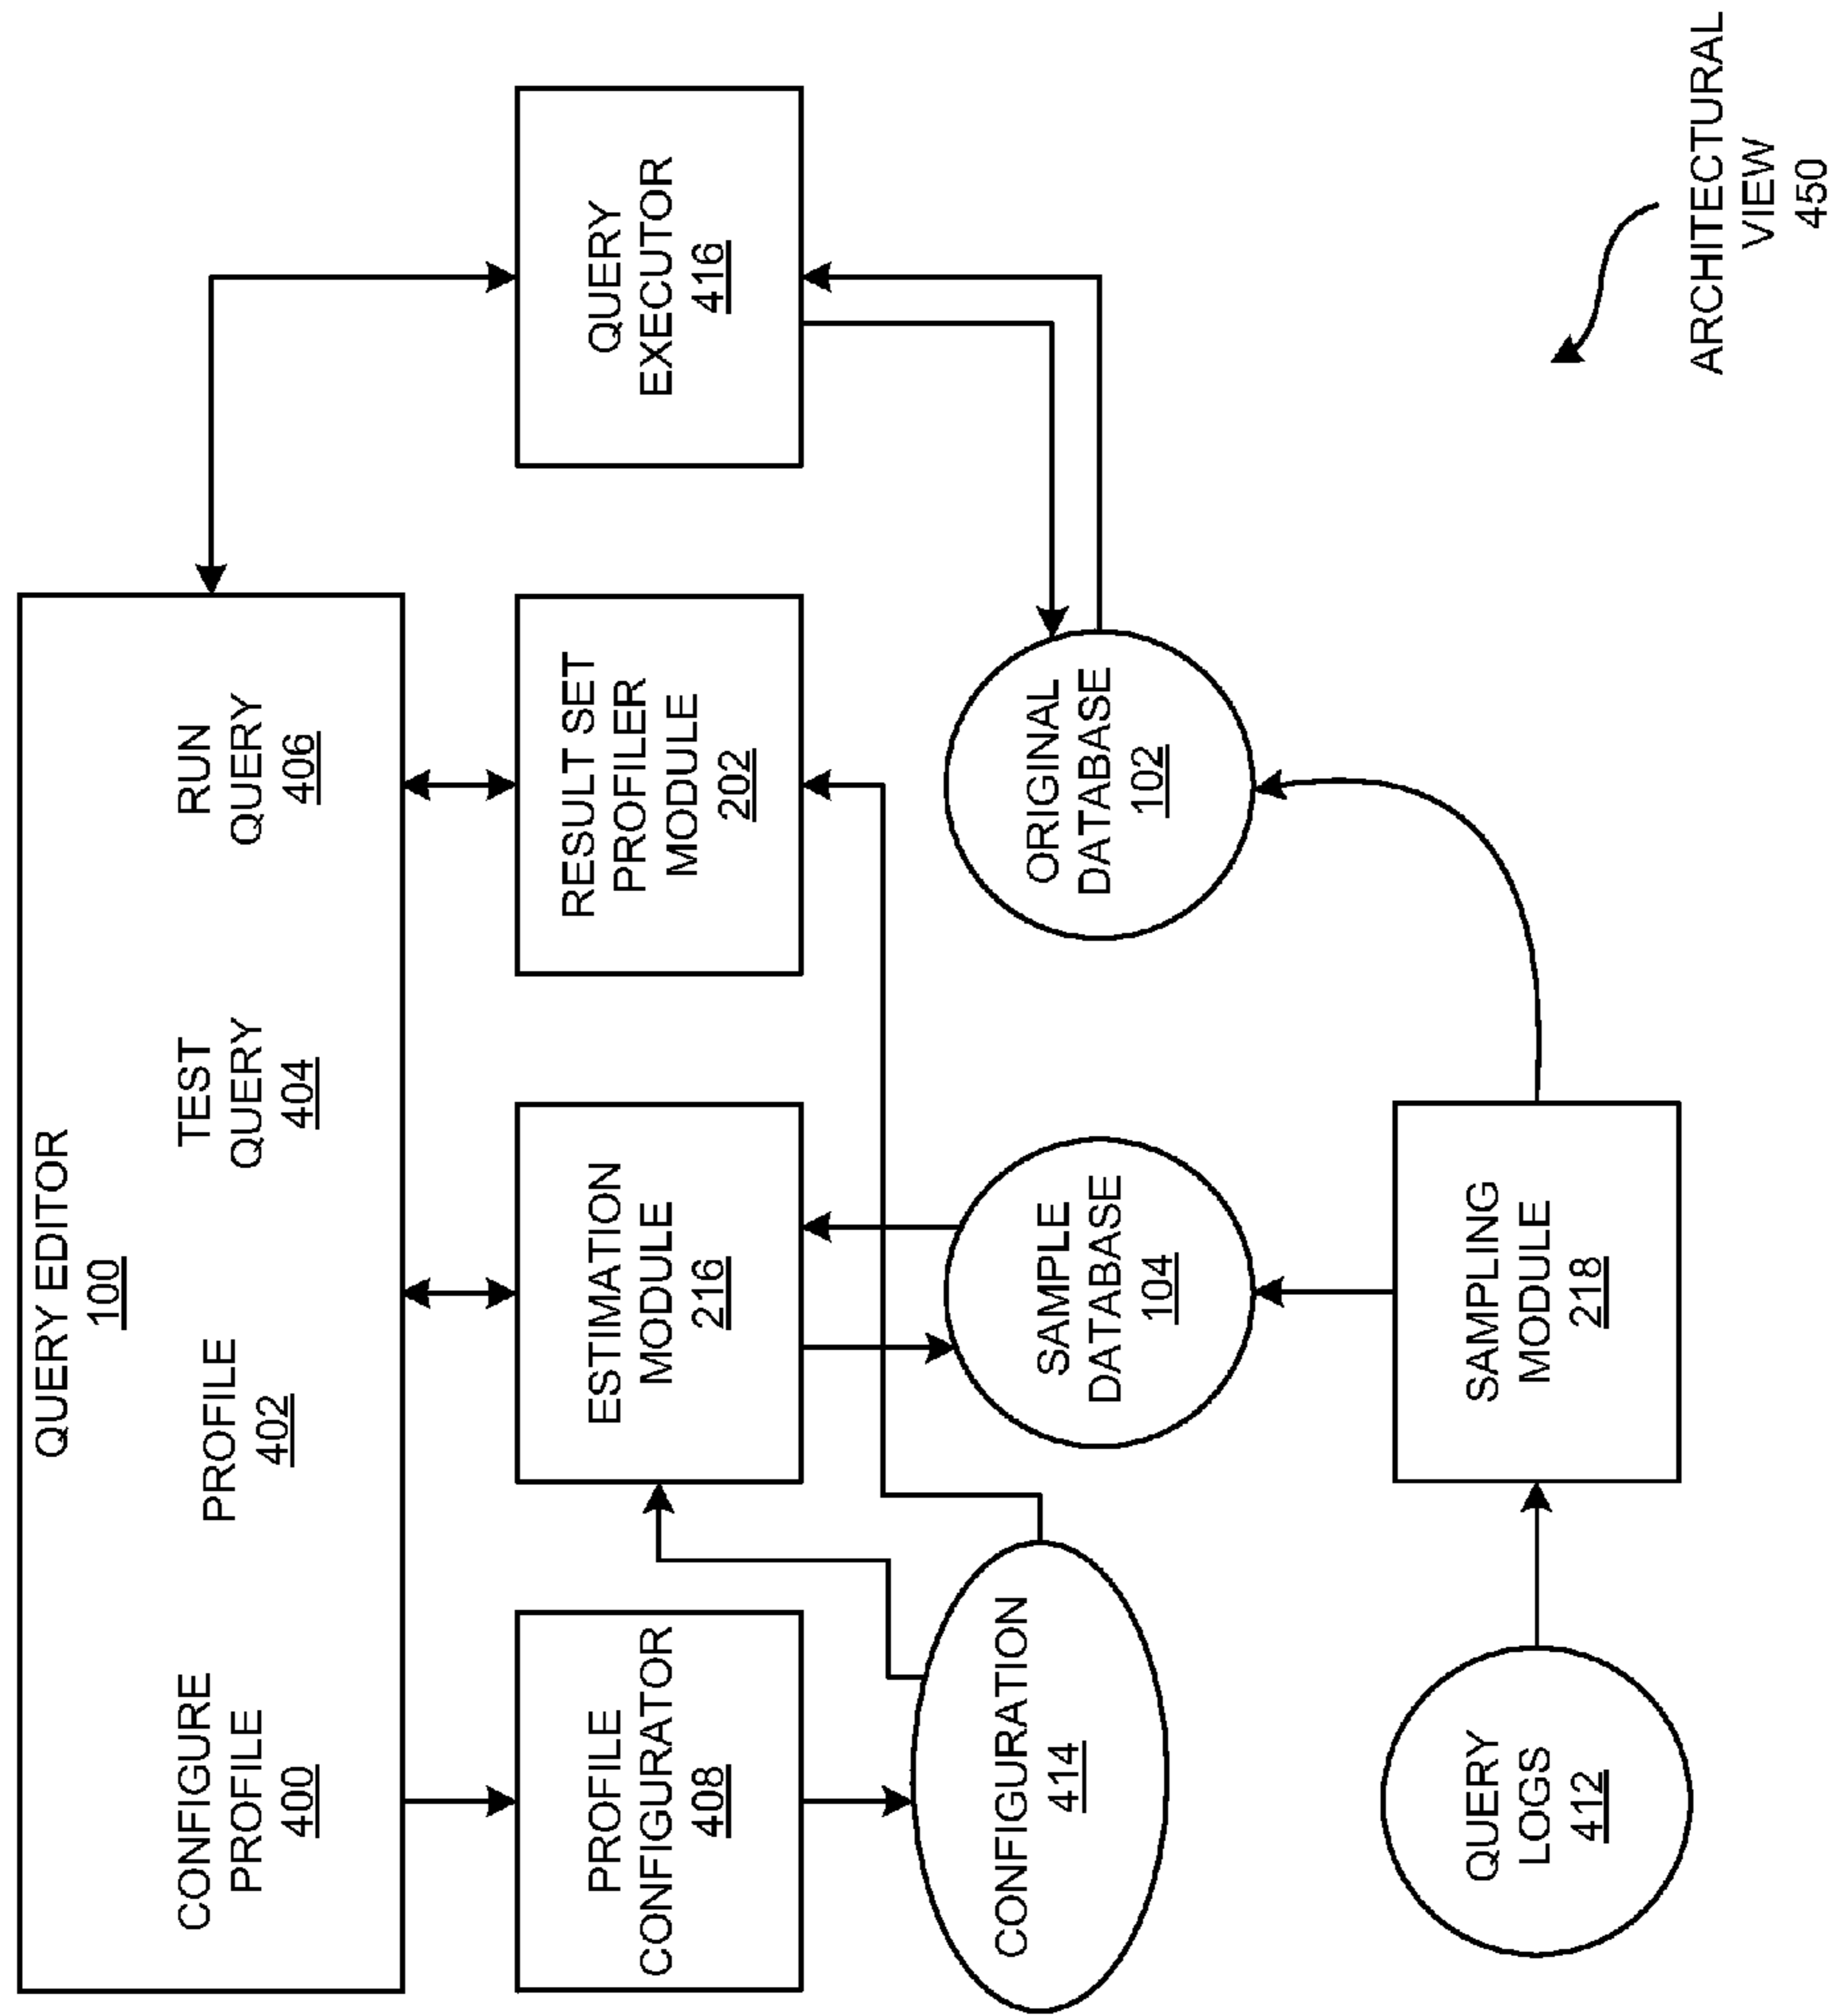 QUERY EDITOR
100
CONFIGURE
PROFILE
400
PROFILE
402
TEST
QUERY
404
RUN
QUERY
406
PROFILE
CONFIGURATOR
408
ESTIMATION
MODULE
216
RESULT SET
PROFILER
MODULE
202
QUERY
EXECUTOR
416
CONFIGURATION
414
SAMPLE
DATABASE
104
ORIGINAL
DATABASE
102
QUERY
LOGS
412
SAMPLING
MODULE
218
ARCHITECTURAL
VIEW
450